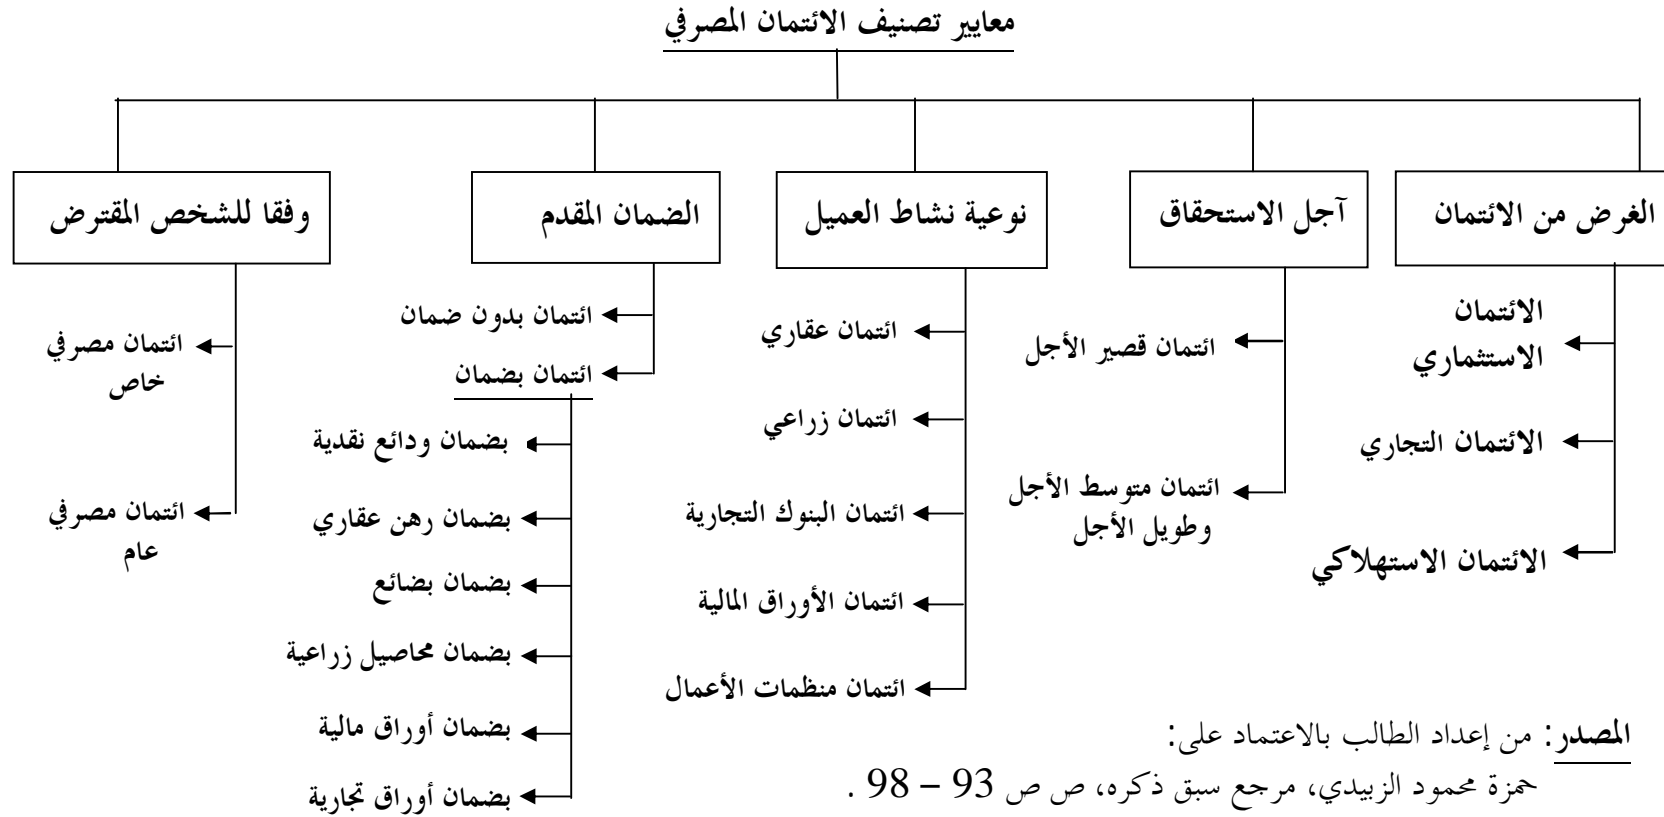 معايير تصنيف الائتمان المصرفي
الغرض من الائتمان
آجل الاستحقاق
نوعية نشاط العميل
الضمان المقدم
وفقا للشخص المقترض
الائتمان
الاستثماري
الائتمان التجاري
الائتمان الاستهلاكي
ائتمان قصير الأجل
ائتمان متوسط الأجل
وطويل الأجل
ائتمان عقاري
ائتمان زراعي
ائتمان البنوك التجارية
ائتمان الأوراق المالية
ائتمان منظمات الأعمال
ائتمان بدون ضمان
ائتمان بضمان
بضمان ودائع نقدية
بضمان رهن عقاري
بضمان بضائع
بضمان محاصيل زراعية
بضمان أوراق مالية
بضمان أوراق تجارية
ائتمان مصرفي
خاص
ائتمان مصرفي
عام
المصدر: من إعداد الطالب بالاعتماد على:
حمزة محمود الزبيدي، مرجع سبق ذكره، ص ص 93 – 98 .